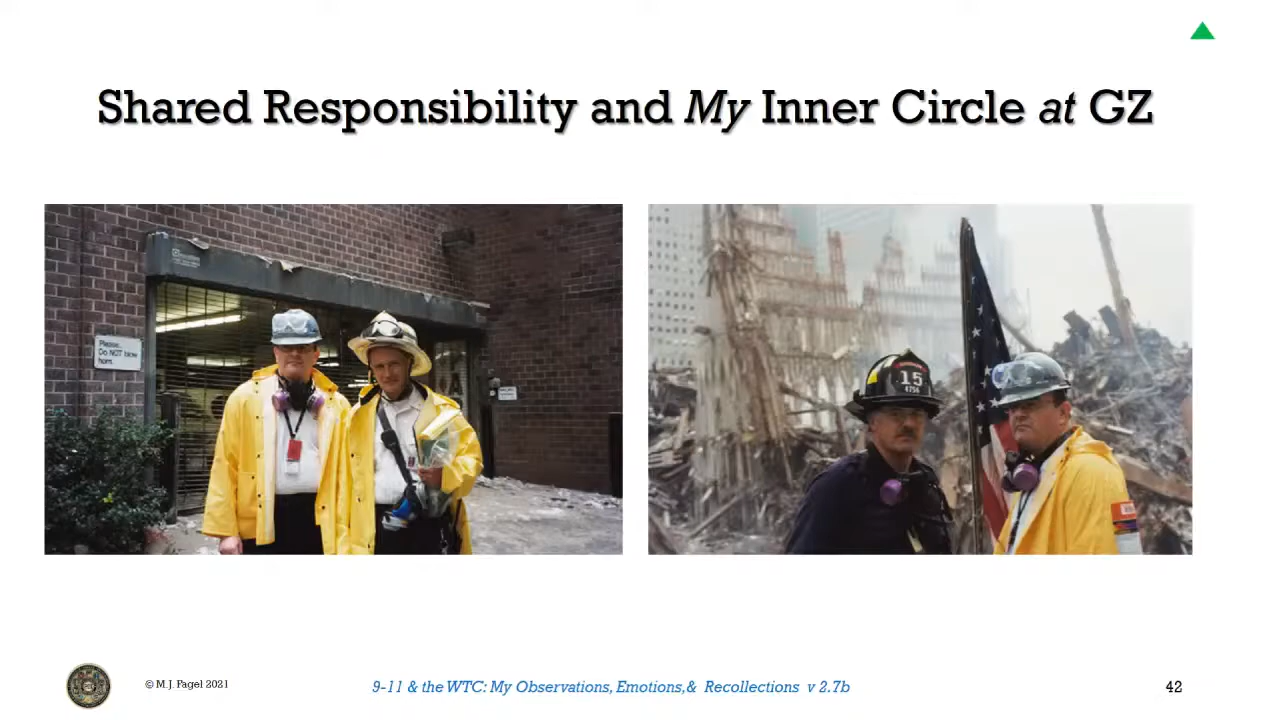 Shared Responsibility and My Inner Circle at GZ
Please..
Do NOT blow
horn.
15
© M.J. Fagel 2021
9-11 & the WTC: My Observations, Emotions,& Recollections v 2.7b
42